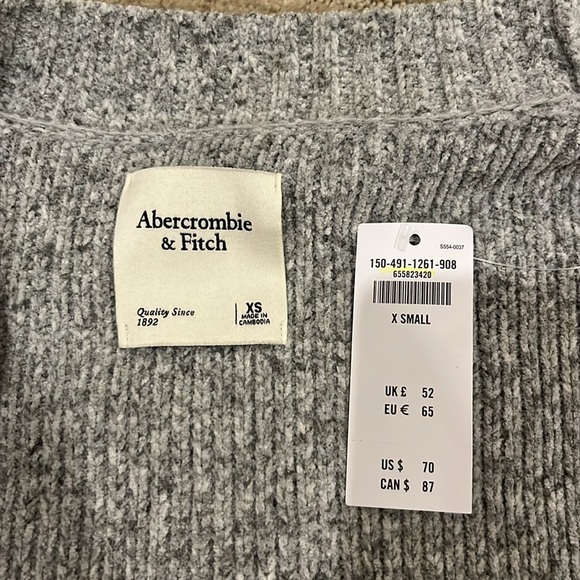 Abercrombie
& Fitch
Quality Since
1892
XS
MADE IN
CAMBODIA
S554-0037
150-491-1261-908
655823420
X SMALL
UK £ 52
EU € 65
US $ 70
CAN $ 87